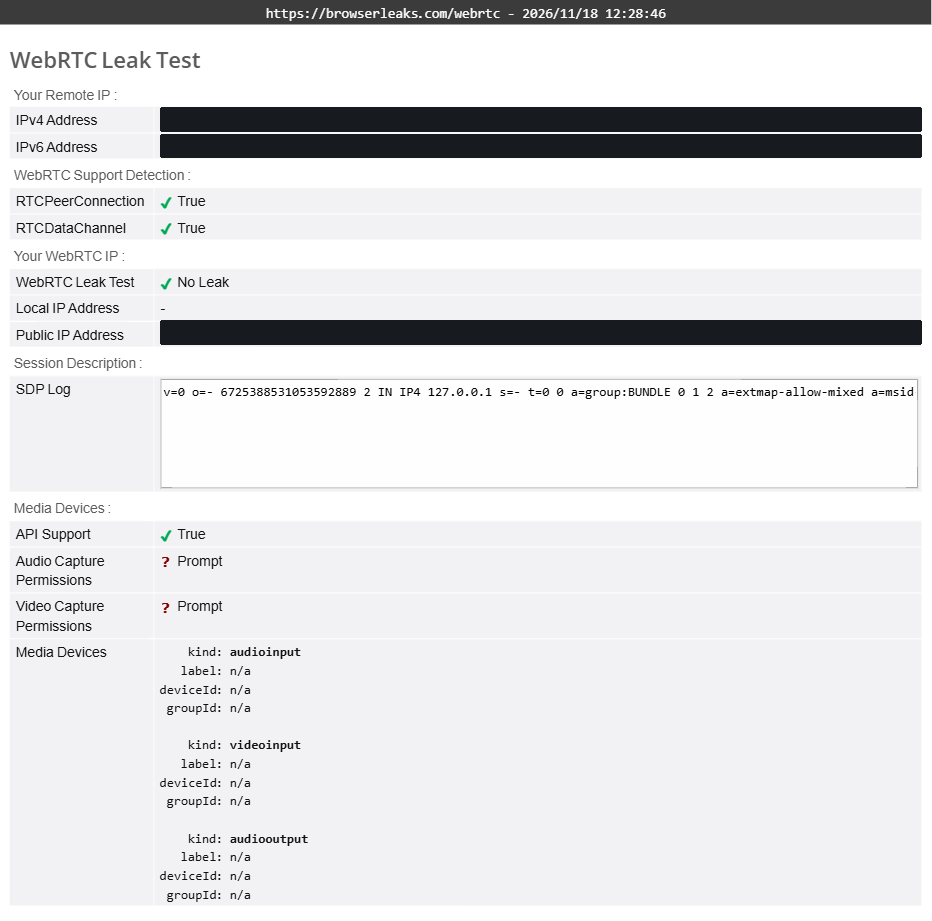 https://browserleaks.com/webrtc - 2026/11/18 12:28:46
WebRTC Leak Test
Your Remote IP :
IPv4 Address
IPv6 Address
WebRTC Support Detection :
RTCPeerConnection ✔ True
RTCDataChannel ✔ True
Your WebRTC IP :
WebRTC Leak Test ✔ No Leak
Local IP Address -
Public IP Address
Session Description :
SDP Log v=0 o=- 6725388531053592889 2 IN IP4 127.0.0.1 s=- t=0 0 a=group:BUNDLE 0 1 2 a=extmap-allow-mixed a=msid
Media Devices :
API Support ✔ True
Audio Capture ? Prompt
Permissions
Video Capture ? Prompt
Permissions
Media Devices kind: audioinput
label: n/a
deviceId: n/a
groupId: n/a
kind: videoinput
label: n/a
deviceId: n/a
groupId: n/a
kind: audiooutput
label: n/a
deviceId: n/a
groupId: n/a